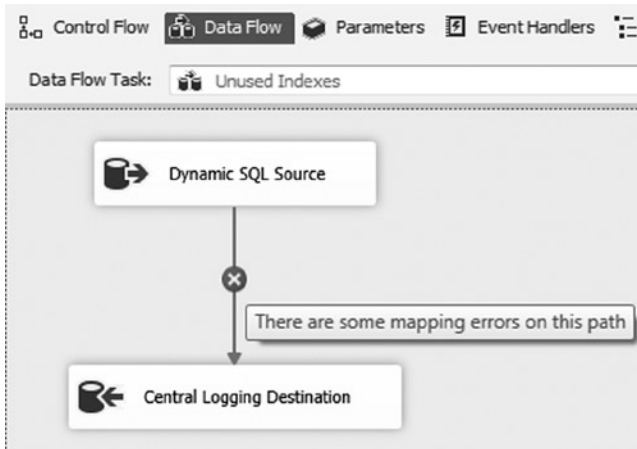 Control Flow Data Flow Parameters Event Handlers
Data Flow Task: Unused Indexes
Dynamic SQL Source
There are some mapping errors on this path
Central Logging Destination